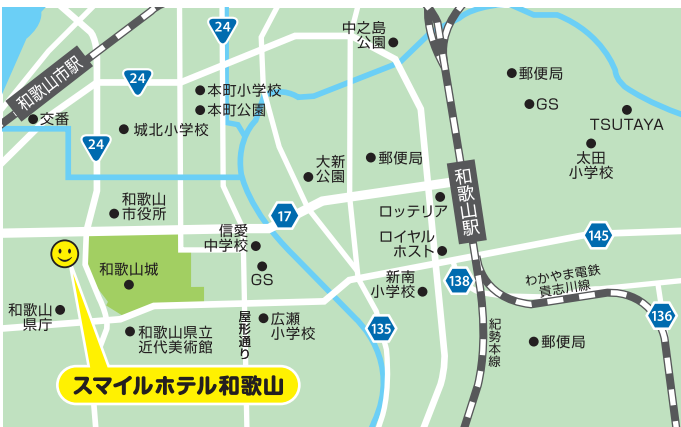 24
中之島
公園
和歌山市駅
24
本町小学校
本町公園
郵便局
GS
TSUTAYA
交番
城北小学校
24
太田
小学校
大新
公園
郵便局
和歌山駅
和歌山
市役所
17
ロッテリア
信愛
中学校
ロイヤル
ホスト
145
和歌山城
GS
新南
小学校
138
わかやま電鉄
貴志川線
和歌山
県庁
和歌山県立
近代美術館
屋形通り
広瀬
小学校
135
紀勢本線
136
郵便局
スマイルホテル和歌山